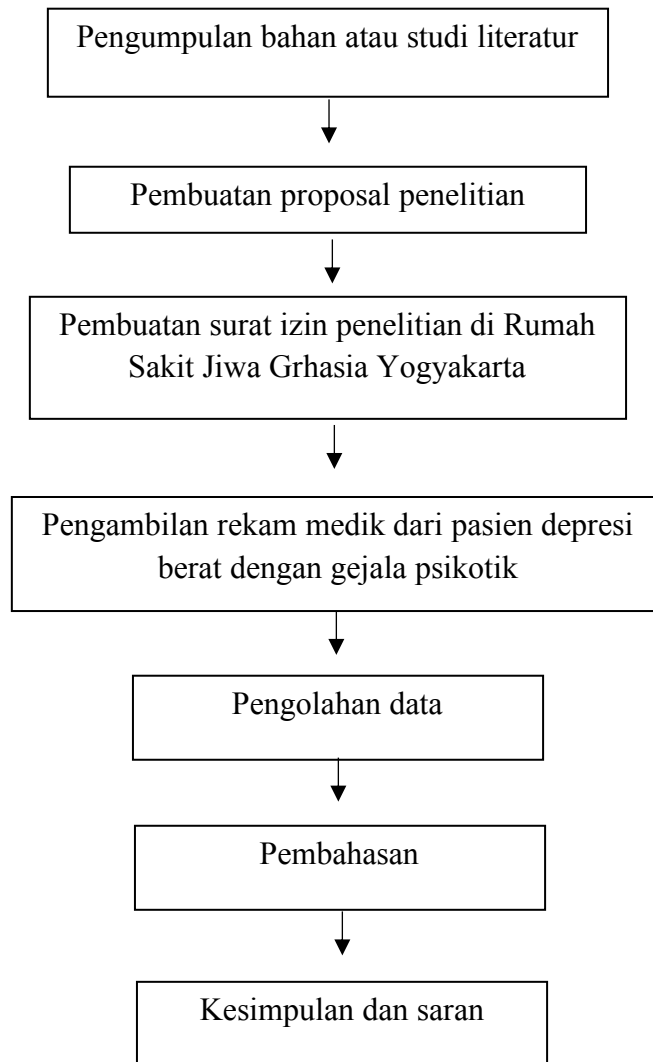 Pengumpulan bahan atau studi literatur
Pembuatan proposal penelitian
Pembuatan surat izin penelitian di Rumah
Sakit Jiwa Grhasia Yogyakarta
Pengambilan rekam medik dari pasien depresi
berat dengan gejala psikotik
Pengolahan data
Pembahasan
Kesimpulan dan saran